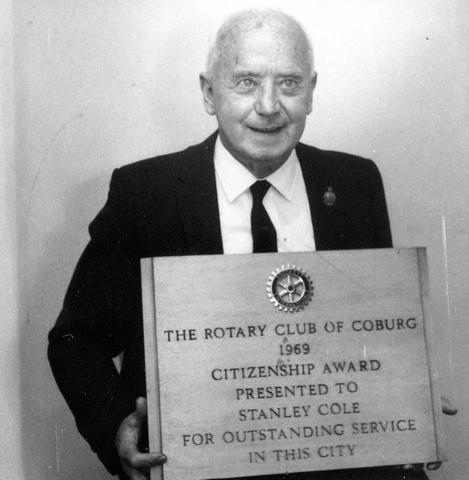 THE ROTARY CLUB OF COBURG
1969
CITIZENSHIP AWARD
PRESENTED TO
STANLEY COLE
FOR OUTSTANDING SERVICE
IN THIS CITY